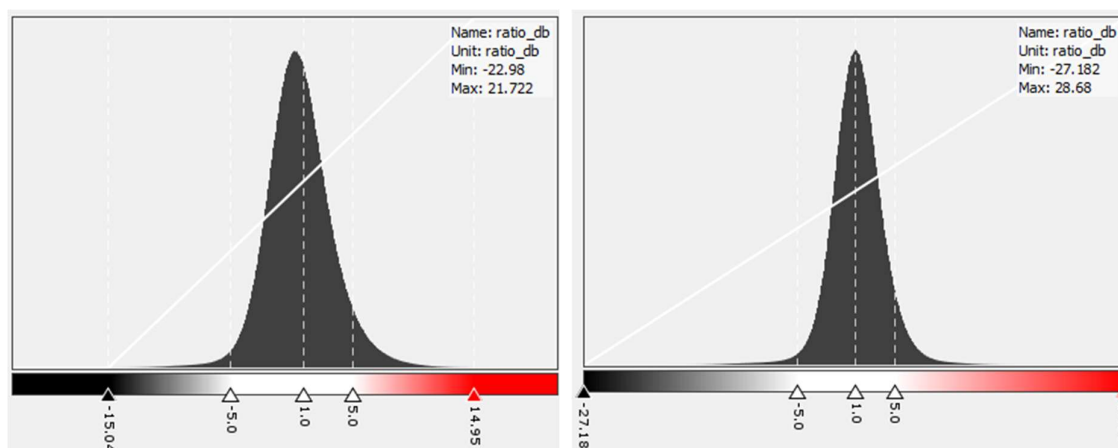 Name: ratio_db
Unit: ratio_db
Min: -22.98
Max: 21.722
-15.04
-5.0
1.0
5.0
14.95
Name: ratio_db
Unit: ratio_db
Min: -27.182
Max: 28.68
-27.18
-5.0
1.0
5.0